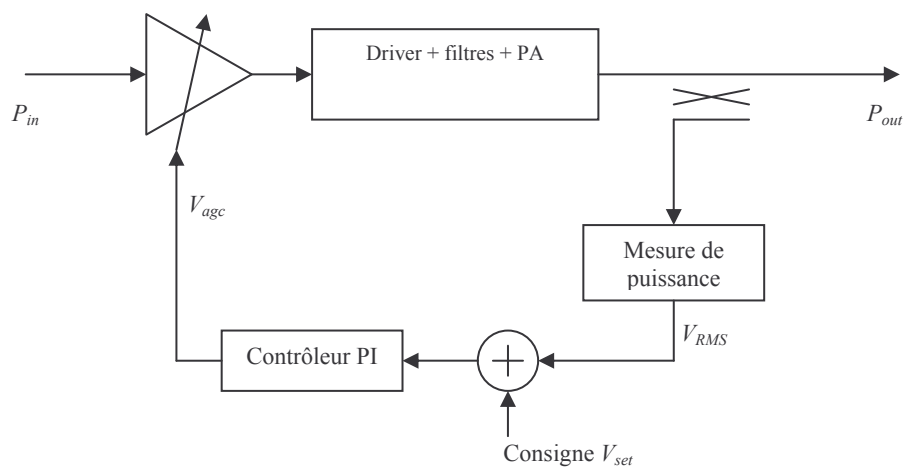 Driver + filtres + PA
P_in
P_out
V_agc
Mesure de
puissance
V_RMS
Contrôleur PI
Consigne V_set